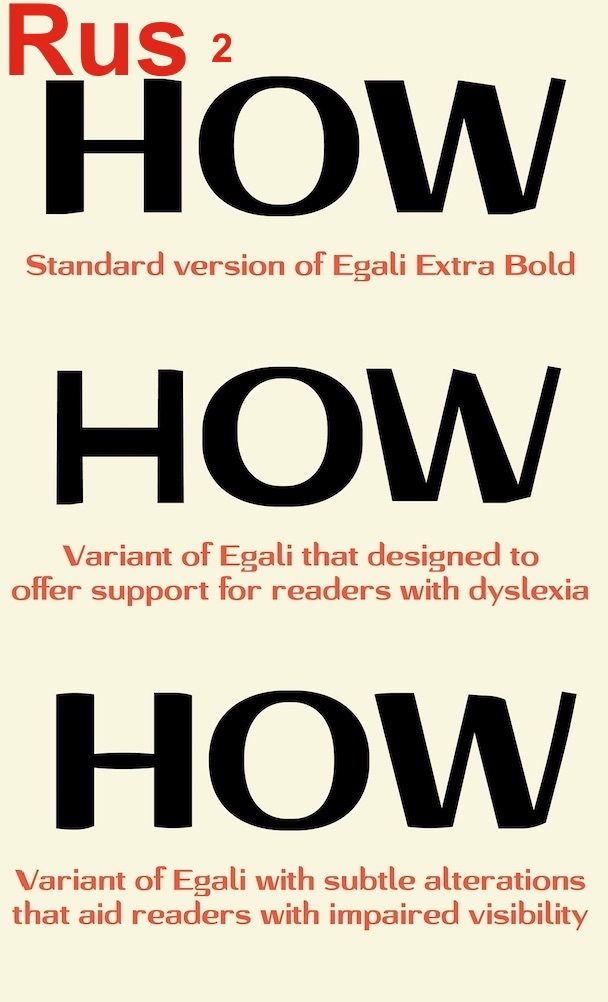 Rus 2
HOW
Standard version of Egali Extra Bold
HOW
Variant of Egali that designed to
offer support for readers with dyslexia
HOW
Variant of Egali with subtle alterations
that aid readers with impaired visibility